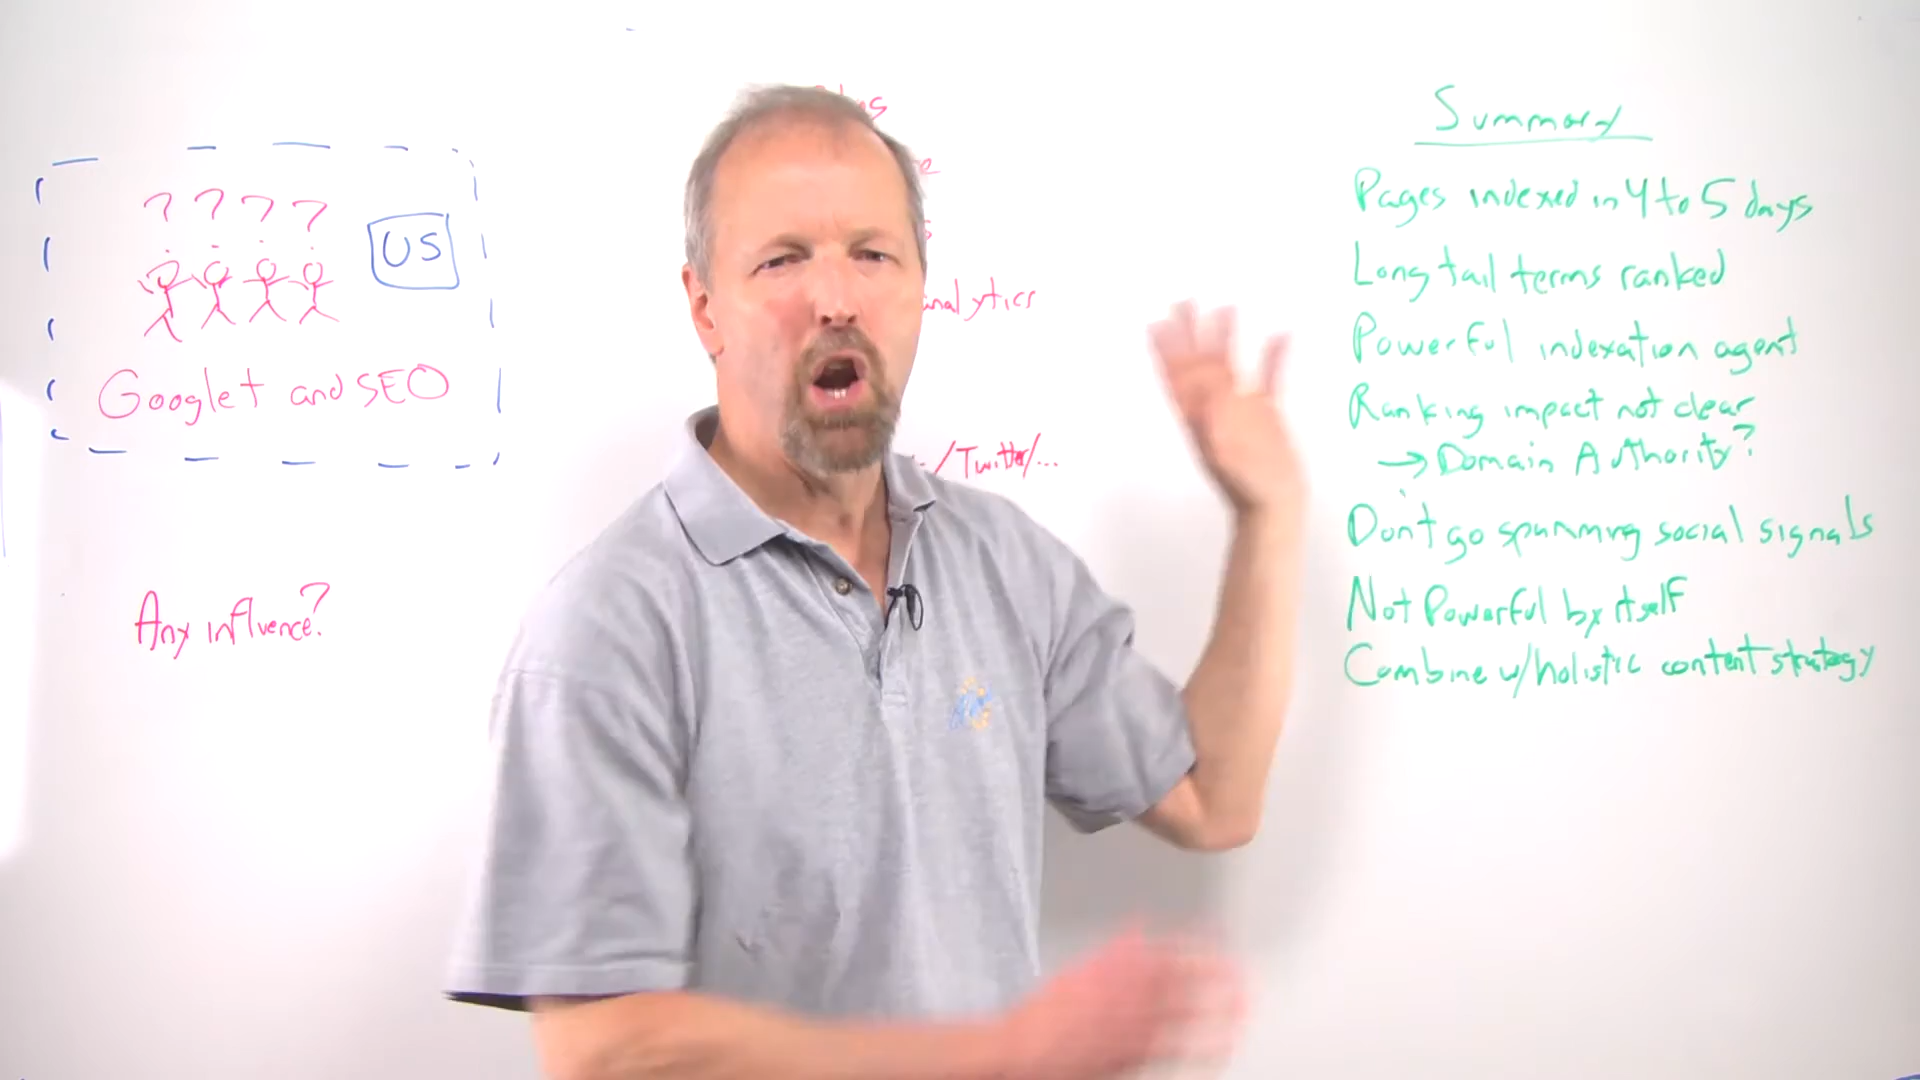 ? ? ? ?
US
Google+ and SEO
Any influence?
analytics
/Twitter/...
Summary
Pages indexed in 4 to 5 days
Long tail terms ranked
Powerful indexation agent
Ranking impact not clear
→ Domain Authority?
Don't go spamming social signals
Not Powerful by itself
Combine w/holistic content strategy